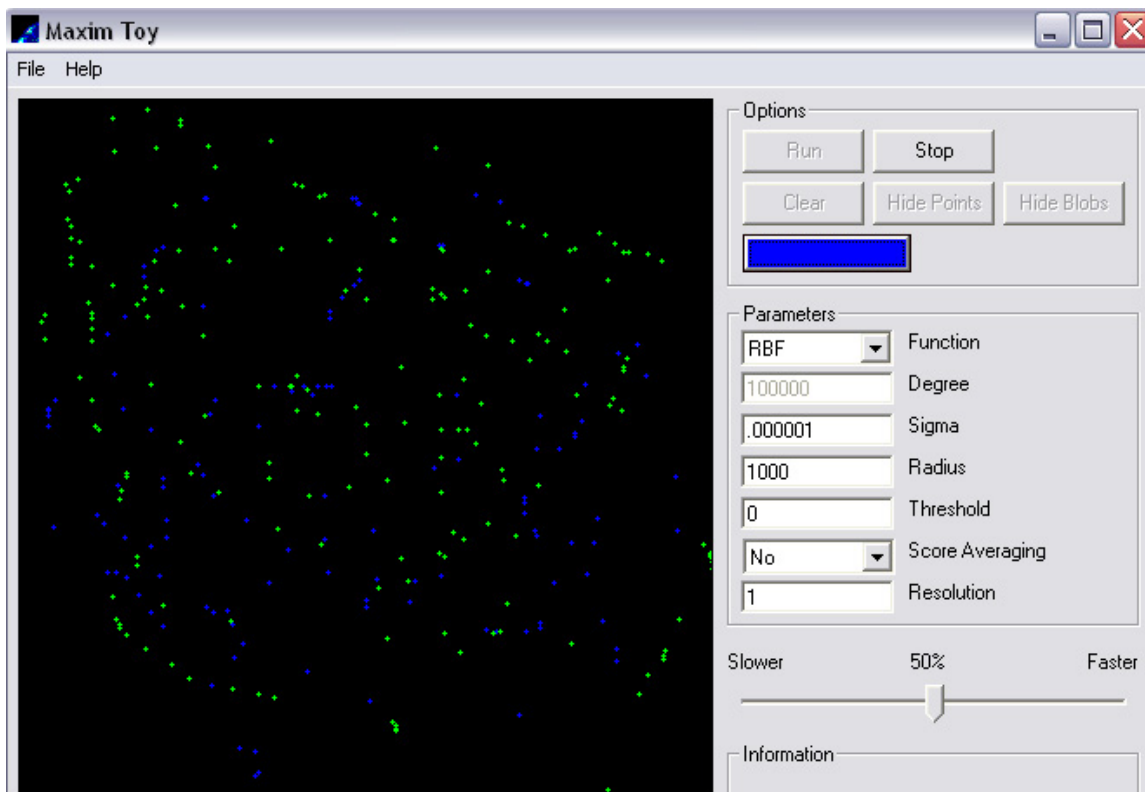 Maxim Toy
File Help
Options
Run Stop
Clear Hide Points Hide Blobs
Parameters
RBF Function
100000 Degree
.000001 Sigma
1000 Radius
0 Threshold
No Score Averaging
1 Resolution
Slower 50% Faster
Information